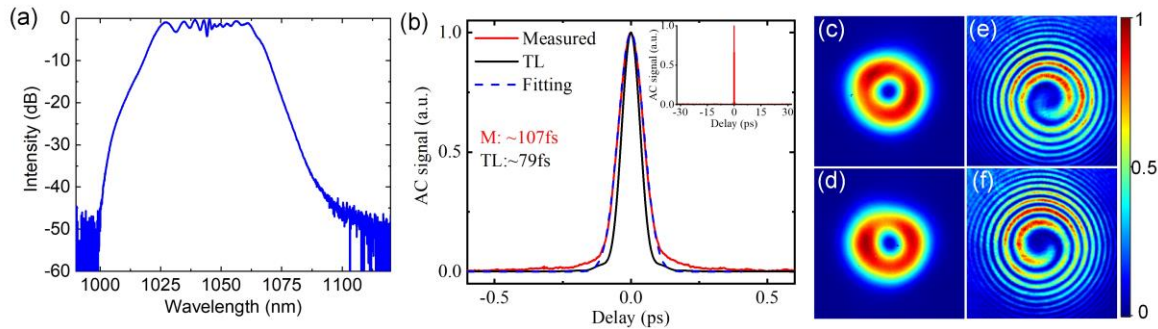 (a)
Intensity (dB)
0
-10
-20
-30
-40
-50
-60
1000 1025 1050 1075 1100
Wavelength (nm)
(b)
AC signal (a.u.)
1.0
0.5
0.0
Measured
TL
Fitting
M: ~107fs
TL:~79fs
AC signal (a.u.)
1.0
0.5
0.0
-30 -15 0 15 30
Delay (ps)
-0.5 0.0 0.5
Delay (ps)
(c) (e)
(d) (f)
1
0.5
0